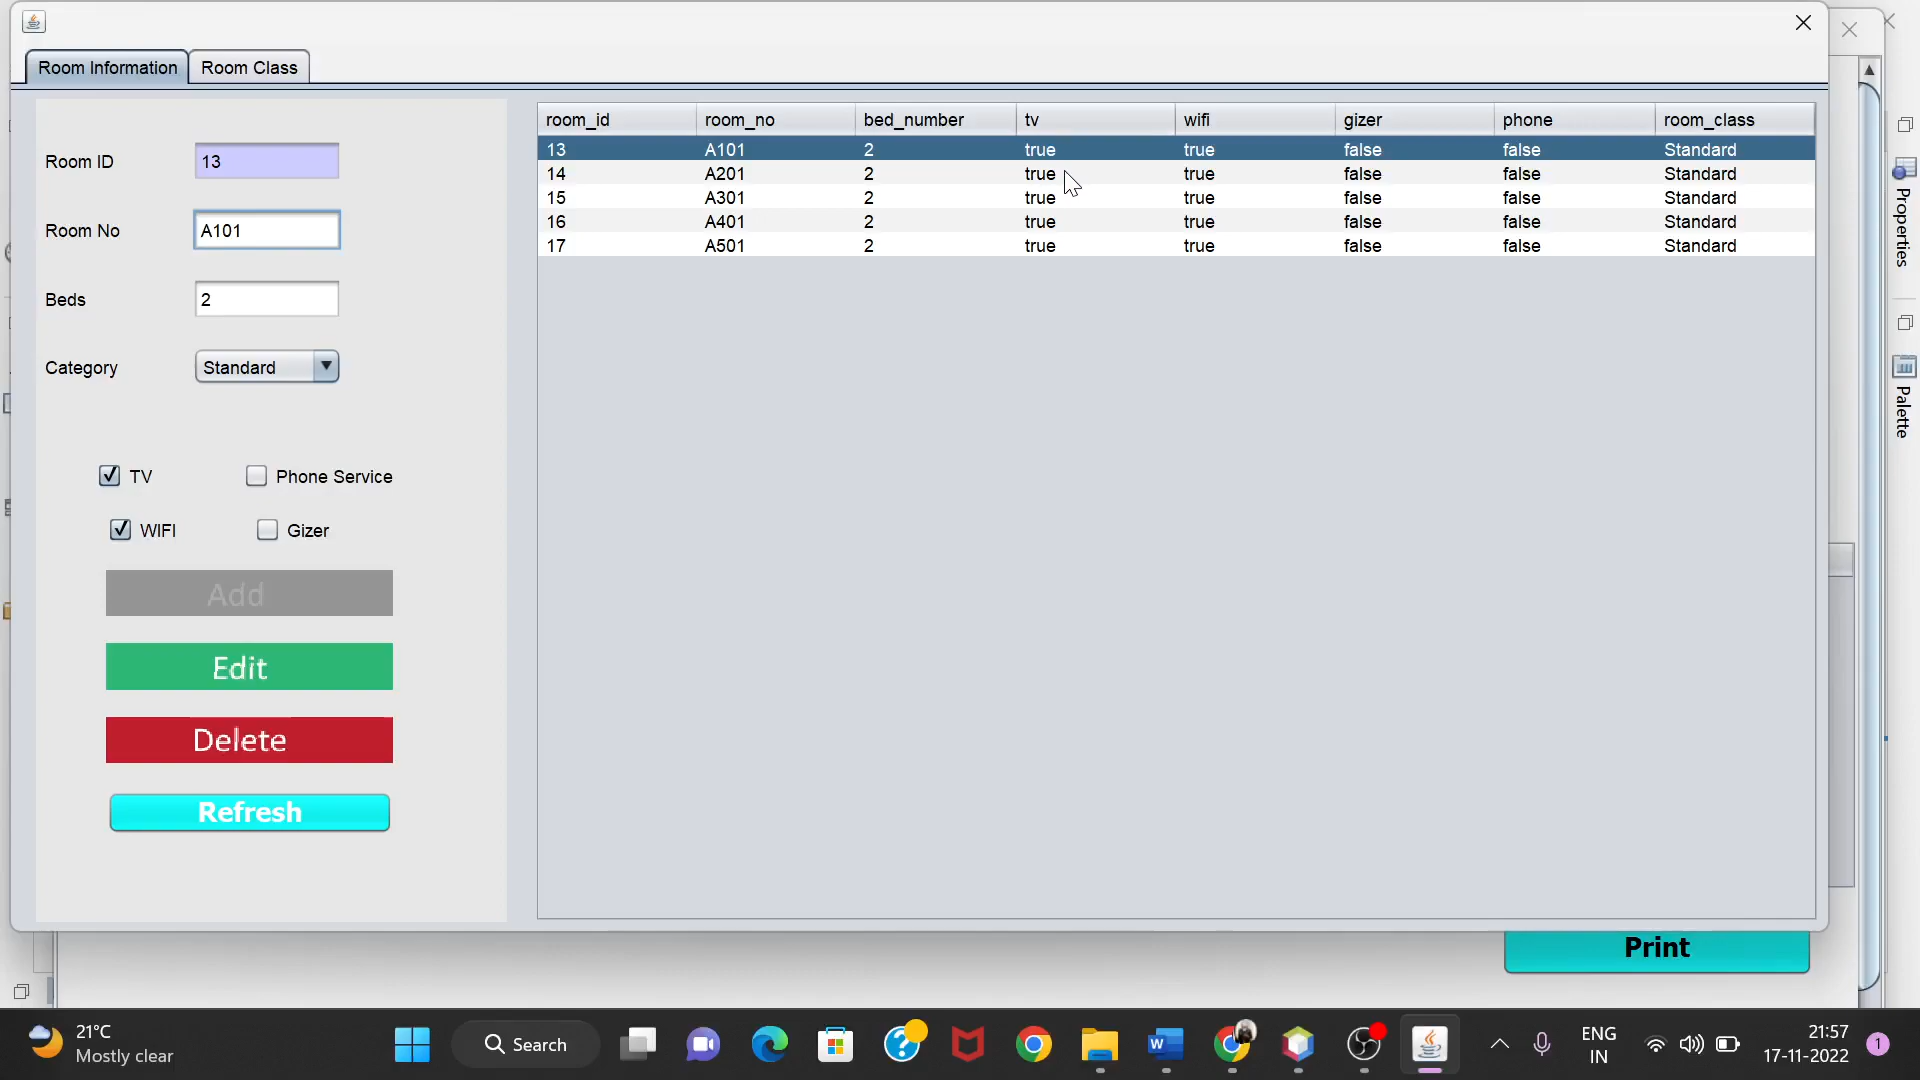 Room Information Room Class
room_id room_no bed_number tv wifi gizer phone room_class
13 A101 2 true true false false Standard
14 A201 2 true true false false Standard
15 A301 2 true true false false Standard
16 A401 2 true true false false Standard
17 A501 2 true true false false Standard
Room ID 13
Room No A101
Beds 2
Category Standard
TV Phone Service
WIFI Gizer
Add
Edit
Delete
Refresh
Properties
Palette
Print
21°C
Mostly clear
Search
ENG
IN
21:57
17-11-2022
1